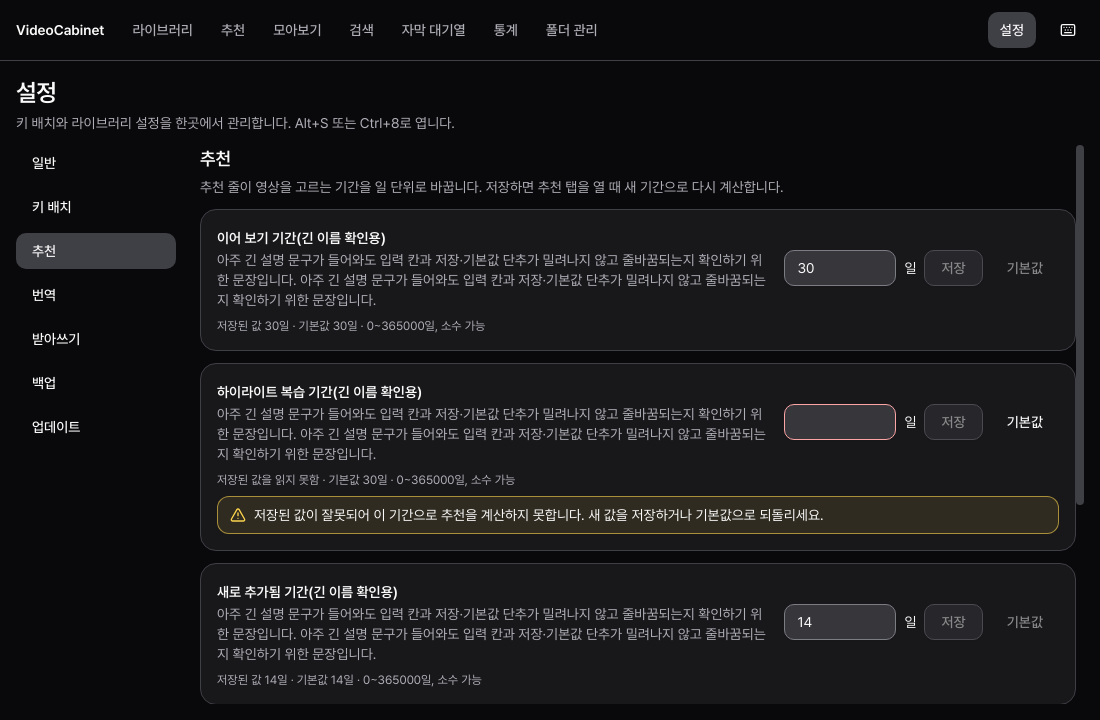 VideoCabinet 라이브러리 추천 모아보기 검색 자막 대기열 통계 폴더 관리 설정
설정
키 배치와 라이브러리 설정을 한곳에서 관리합니다. Alt+S 또는 Ctrl+8로 엽니다.
일반
키 배치
추천
번역
받아쓰기
백업
업데이트
추천
추천 줄이 영상을 고르는 기간을 일 단위로 바꿉니다. 저장하면 추천 탭을 열 때 새 기간으로 다시 계산합니다.
이어 보기 기간(긴 이름 확인용)
아주 긴 설명 문구가 들어와도 입력 칸과 저장·기본값 단추가 밀려나지 않고 줄바꿈되는지 확인하기 위
한 문장입니다. 아주 긴 설명 문구가 들어와도 입력 칸과 저장·기본값 단추가 밀려나지 않고 줄바꿈되는
지 확인하기 위한 문장입니다.
저장된 값 30일 · 기본값 30일 · 0~365000일, 소수 가능
30 일 저장 기본값
하이라이트 복습 기간(긴 이름 확인용)
아주 긴 설명 문구가 들어와도 입력 칸과 저장·기본값 단추가 밀려나지 않고 줄바꿈되는지 확인하기 위
한 문장입니다. 아주 긴 설명 문구가 들어와도 입력 칸과 저장·기본값 단추가 밀려나지 않고 줄바꿈되는
지 확인하기 위한 문장입니다.
저장된 값을 읽지 못함 · 기본값 30일 · 0~365000일, 소수 가능
일 저장 기본값
저장된 값이 잘못되어 이 기간으로 추천을 계산하지 못합니다. 새 값을 저장하거나 기본값으로 되돌리세요.
새로 추가됨 기간(긴 이름 확인용)
아주 긴 설명 문구가 들어와도 입력 칸과 저장·기본값 단추가 밀려나지 않고 줄바꿈되는지 확인하기 위
한 문장입니다. 아주 긴 설명 문구가 들어와도 입력 칸과 저장·기본값 단추가 밀려나지 않고 줄바꿈되는
지 확인하기 위한 문장입니다.
저장된 값 14일 · 기본값 14일 · 0~365000일, 소수 가능
14 일 저장 기본값